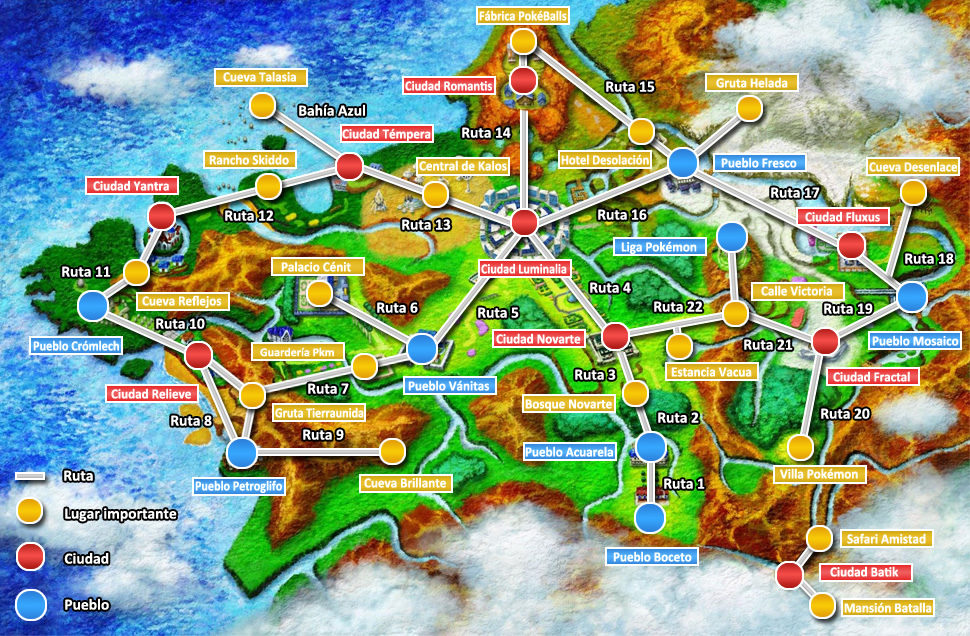 Fábrica PokéBalls
Cueva Talasia
Ciudad Romantis
Ruta 15
Gruta Helada
Bahía Azul
Ciudad Témpera
Ruta 14
Rancho Skiddo
Central de Kalos
Hotel Desolación
Pueblo Fresco
Cueva Desenlace
Ciudad Yantra
Ruta 12
Ruta 13
Ruta 16
Ruta 17
Ciudad Fluxus
Liga Pokémon
Ruta 11
Palacio Cénit
Ciudad Luminalia
Ruta 18
Cueva Reflejos
Ruta 6
Ruta 5
Ruta 4
Ruta 22
Calle Victoria
Ruta 19
Ruta 10
Pueblo Crómlech
Guardería Pkm
Ciudad Novarte
Ruta 21
Pueblo Mosaico
Ruta 7
Pueblo Vánitas
Ruta 3
Estancia Vacua
Ciudad Fractal
Ciudad Relieve
Gruta Tierraunida
Bosque Novarte
Ruta 8
Ruta 9
Ruta 2
Ruta 20
Pueblo Acuarela
Pueblo Petroglifo
Cueva Brillante
Ruta 1
Villa Pokémon
Ruta
Lugar importante
Safari Amistad
Ciudad
Pueblo Boceto
Ciudad Batik
Pueblo
Mansión Batalla